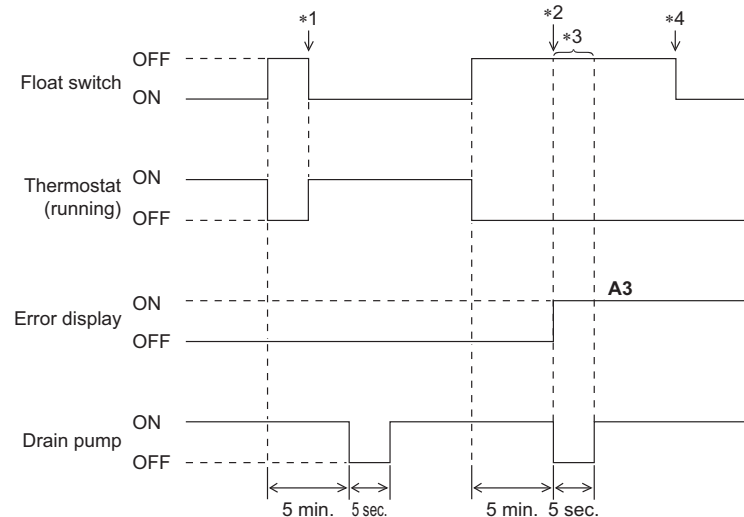 *1
*2
*3
*4
OFF
Float switch
ON
ON
Thermostat
(running)
OFF
ON
A3
Error display
OFF
ON
Drain pump
OFF
5 min.
5 sec.
5 min.
5 sec.